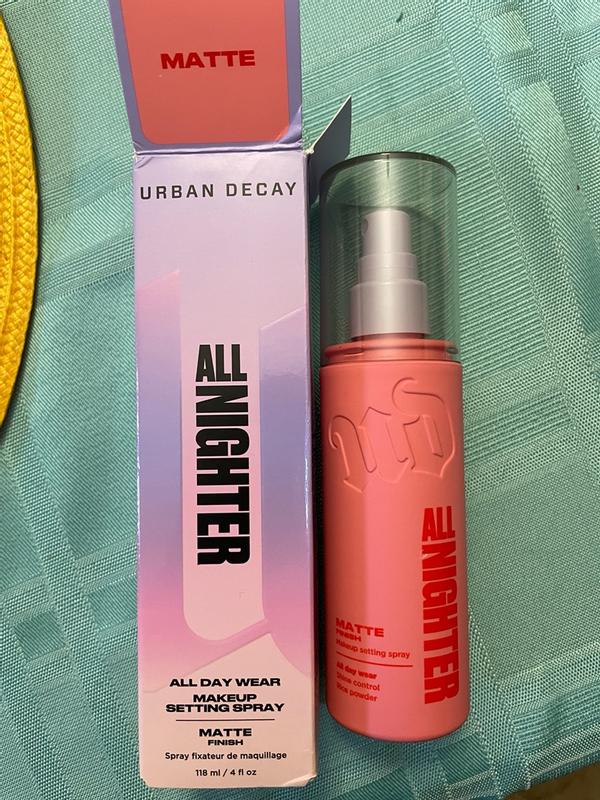 MATTE
URBAN DECAY
ALL
NIGHTER
ALL DAY WEAR
MAKEUP
SETTING SPRAY
MATTE
FINISH
Spray fixateur de maquillage
118 ml / 4 fl oz
UD
ALL
NIGHTER
MATTE
FINISH
Makeup setting spray
All day wear
Shine control
Rice powder